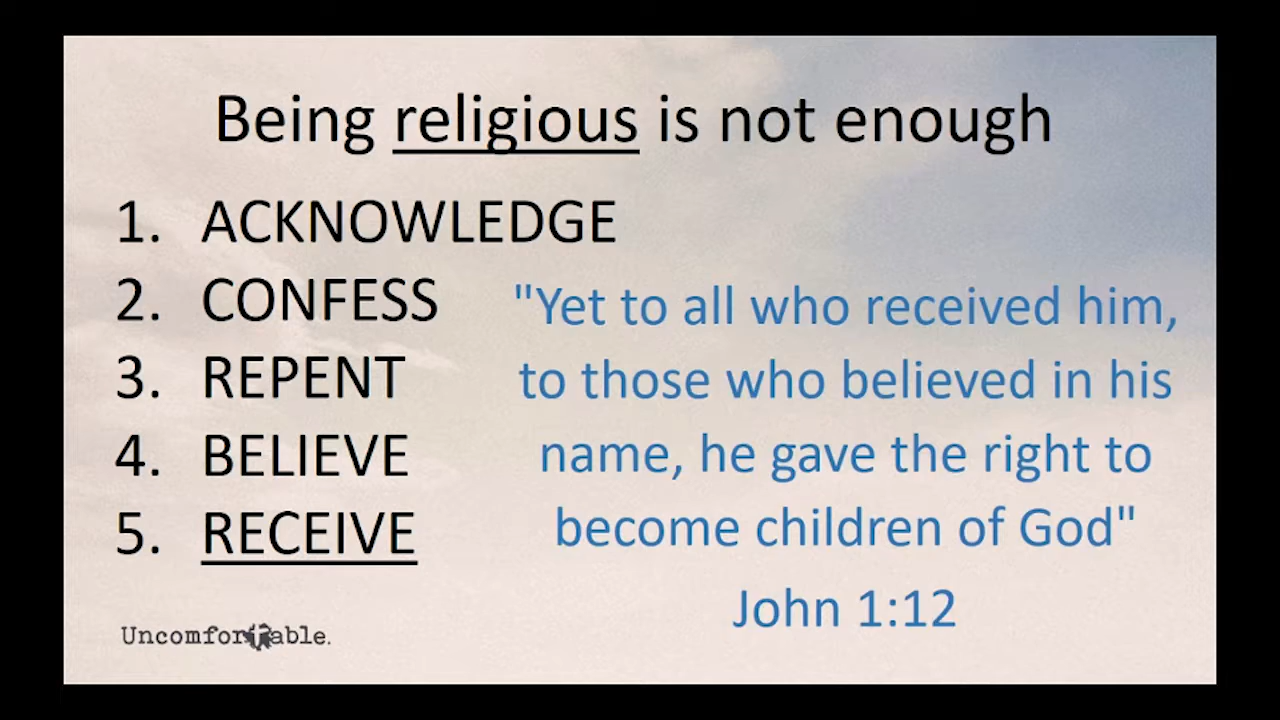 Being religious is not enough
1. ACKNOWLEDGE
2. CONFESS
3. REPENT
4. BELIEVE
5. RECEIVE
"Yet to all who received him,
to those who believed in his
name, he gave the right to
become children of God"
John 1:12
Uncomfortable.